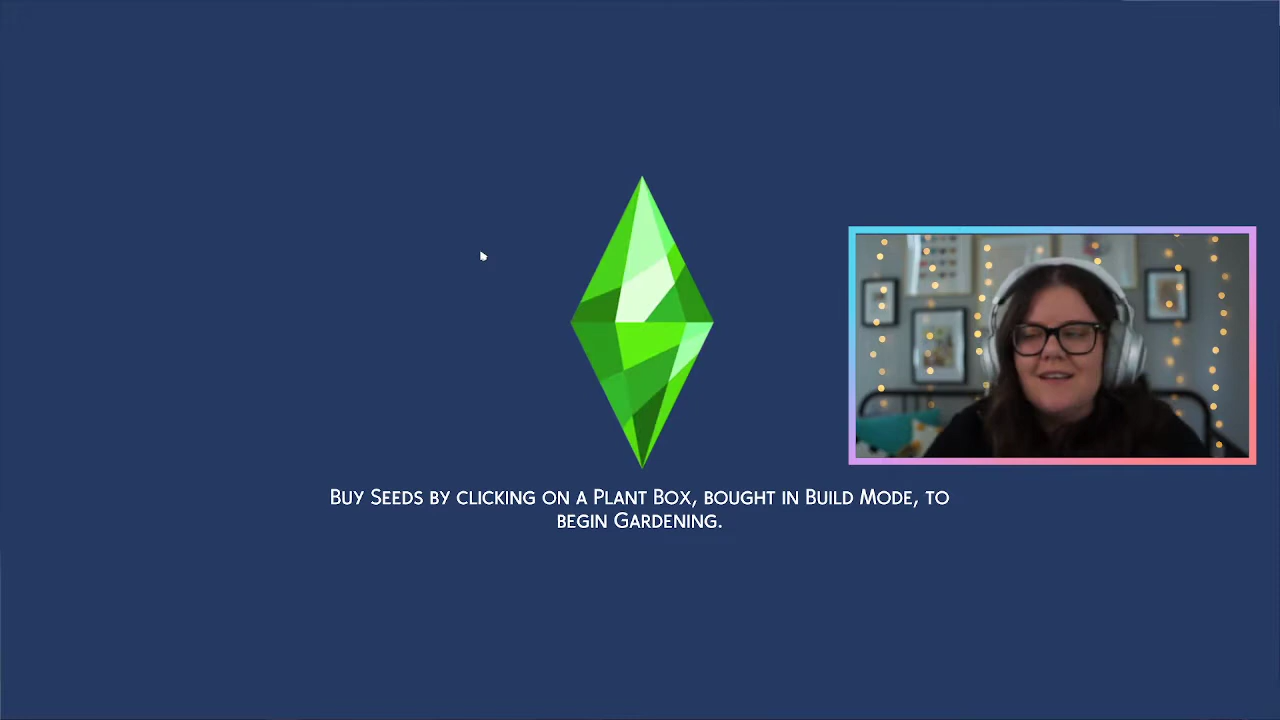 Buy Seeds by clicking on a Plant Box, bought in Build Mode, to
begin Gardening.